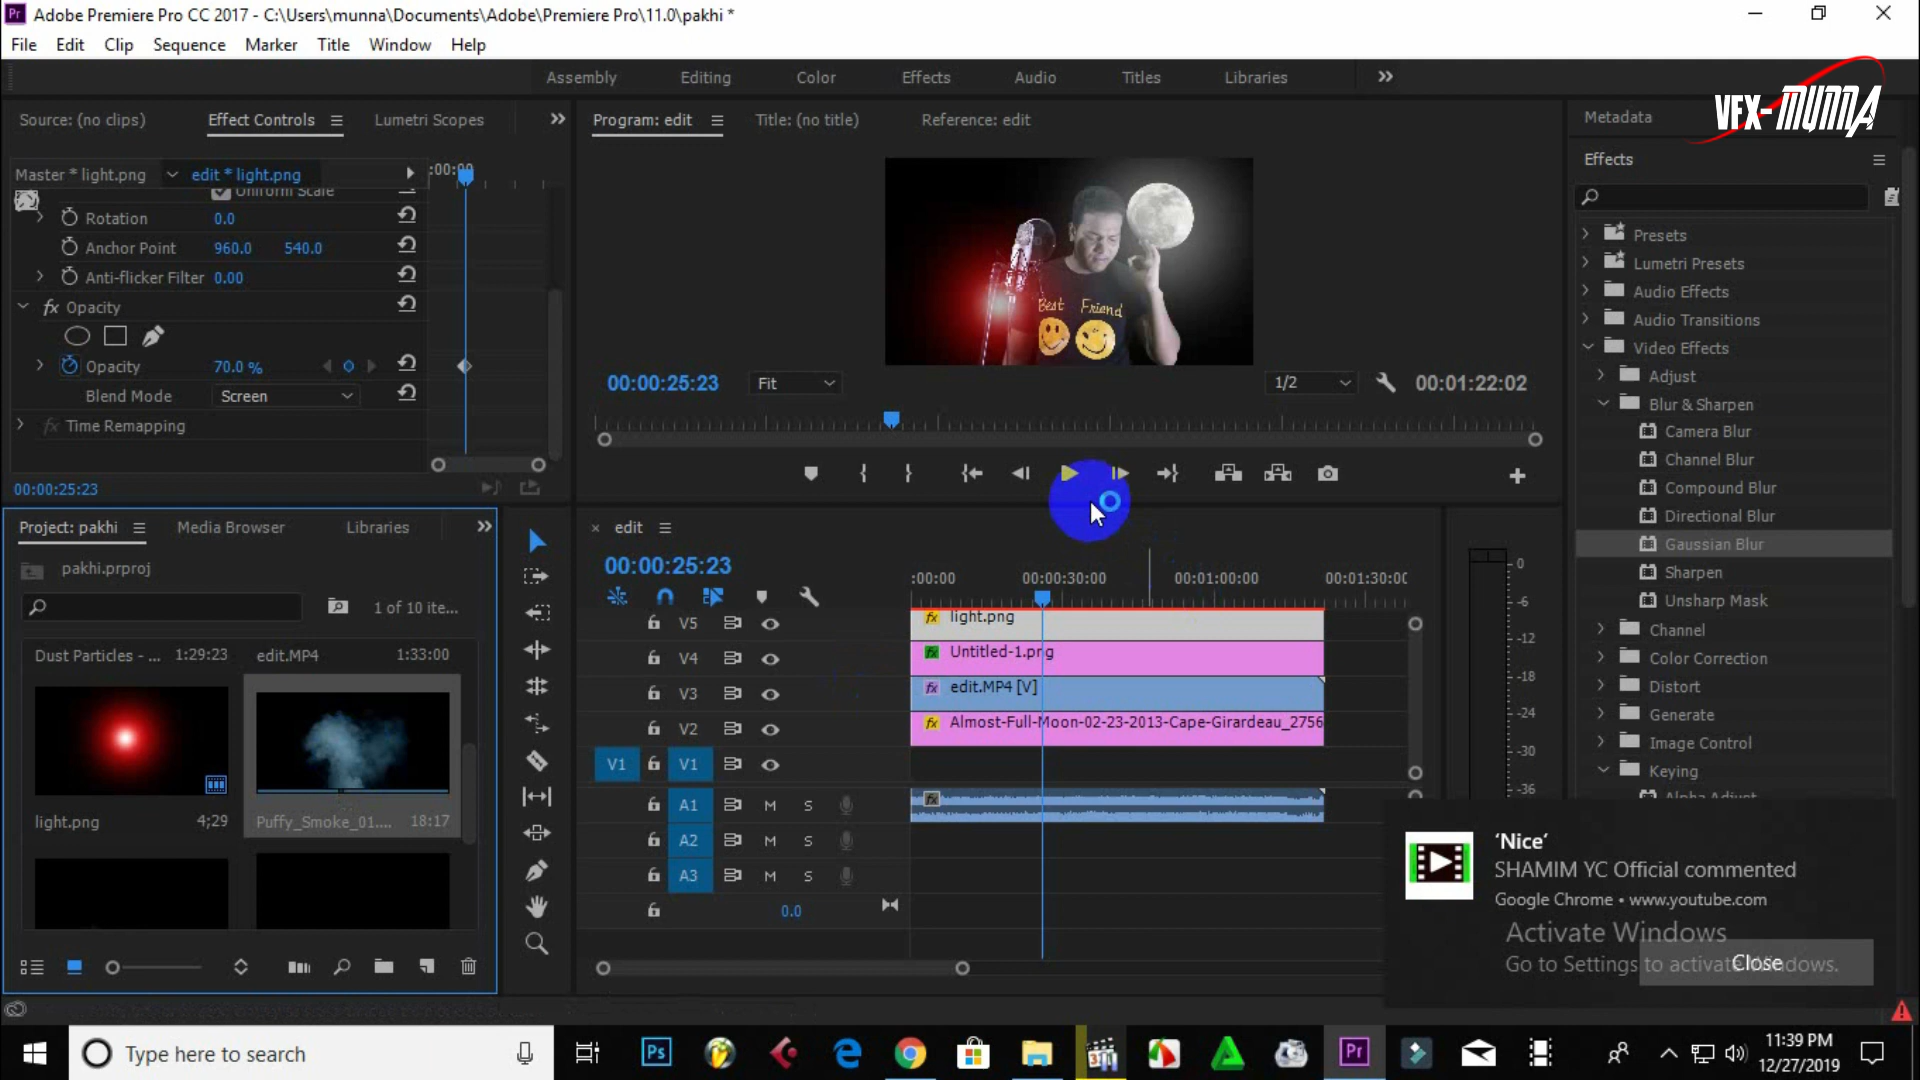 Adobe Premiere Pro CC 2017 - C:\Users\munna\Documents\Adobe\Premiere Pro\11.0\pakhi *
File Edit Clip Sequence Marker Title Window Help
Assembly Editing Color Effects Audio Titles Libraries
VFX-MUNNA
Source: (no clips) Effect Controls Lumetri Scopes
Program: edit Title: (no title) Reference: edit
Metadata
Effects
Master * light.png edit * light.png :00:00
Uniform Scale
Rotation 0.0
Anchor Point 960.0 540.0
Anti-flicker Filter 0.00
fx Opacity
Opacity 70.0 %
Blend Mode Screen
fx Time Remapping
00:00:25:23
Best Friend
00:00:25:23 Fit 1/2 00:01:22:02
Presets
Lumetri Presets
Audio Effects
Audio Transitions
Video Effects
Adjust
Blur & Sharpen
Camera Blur
Channel Blur
Compound Blur
Directional Blur
Gaussian Blur
Sharpen
Unsharp Mask
Channel
Color Correction
Distort
Generate
Image Control
Keying
Alpha Adjust
Project: pakhi Media Browser Libraries
pakhi.prproj
1 of 10 ite...
Dust Particles - ... 1:29:23 edit.MP4 1:33:00
light.png 4;29 Puffy_Smoke_01.... 18:17
edit
00:00:25:23
:00:00 00:00:30:00 00:01:00:00 00:01:30:00
V5 fx light.png
V4 fx Untitled-1.png
V3 fx edit.MP4 [V]
V2 fx Almost-Full-Moon-02-23-2013-Cape-Girardeau_2756
V1 V1
A1 M S fx
A2 M S
A3 M S
0.0
0
-6
-12
-18
-24
-30
-36
'Nice'
SHAMIM YC Official commented
Google Chrome • www.youtube.com
Activate Windows
Go to Settings to activate Windows.
Close
Type here to search
Ps
Pr
11:39 PM
12/27/2019